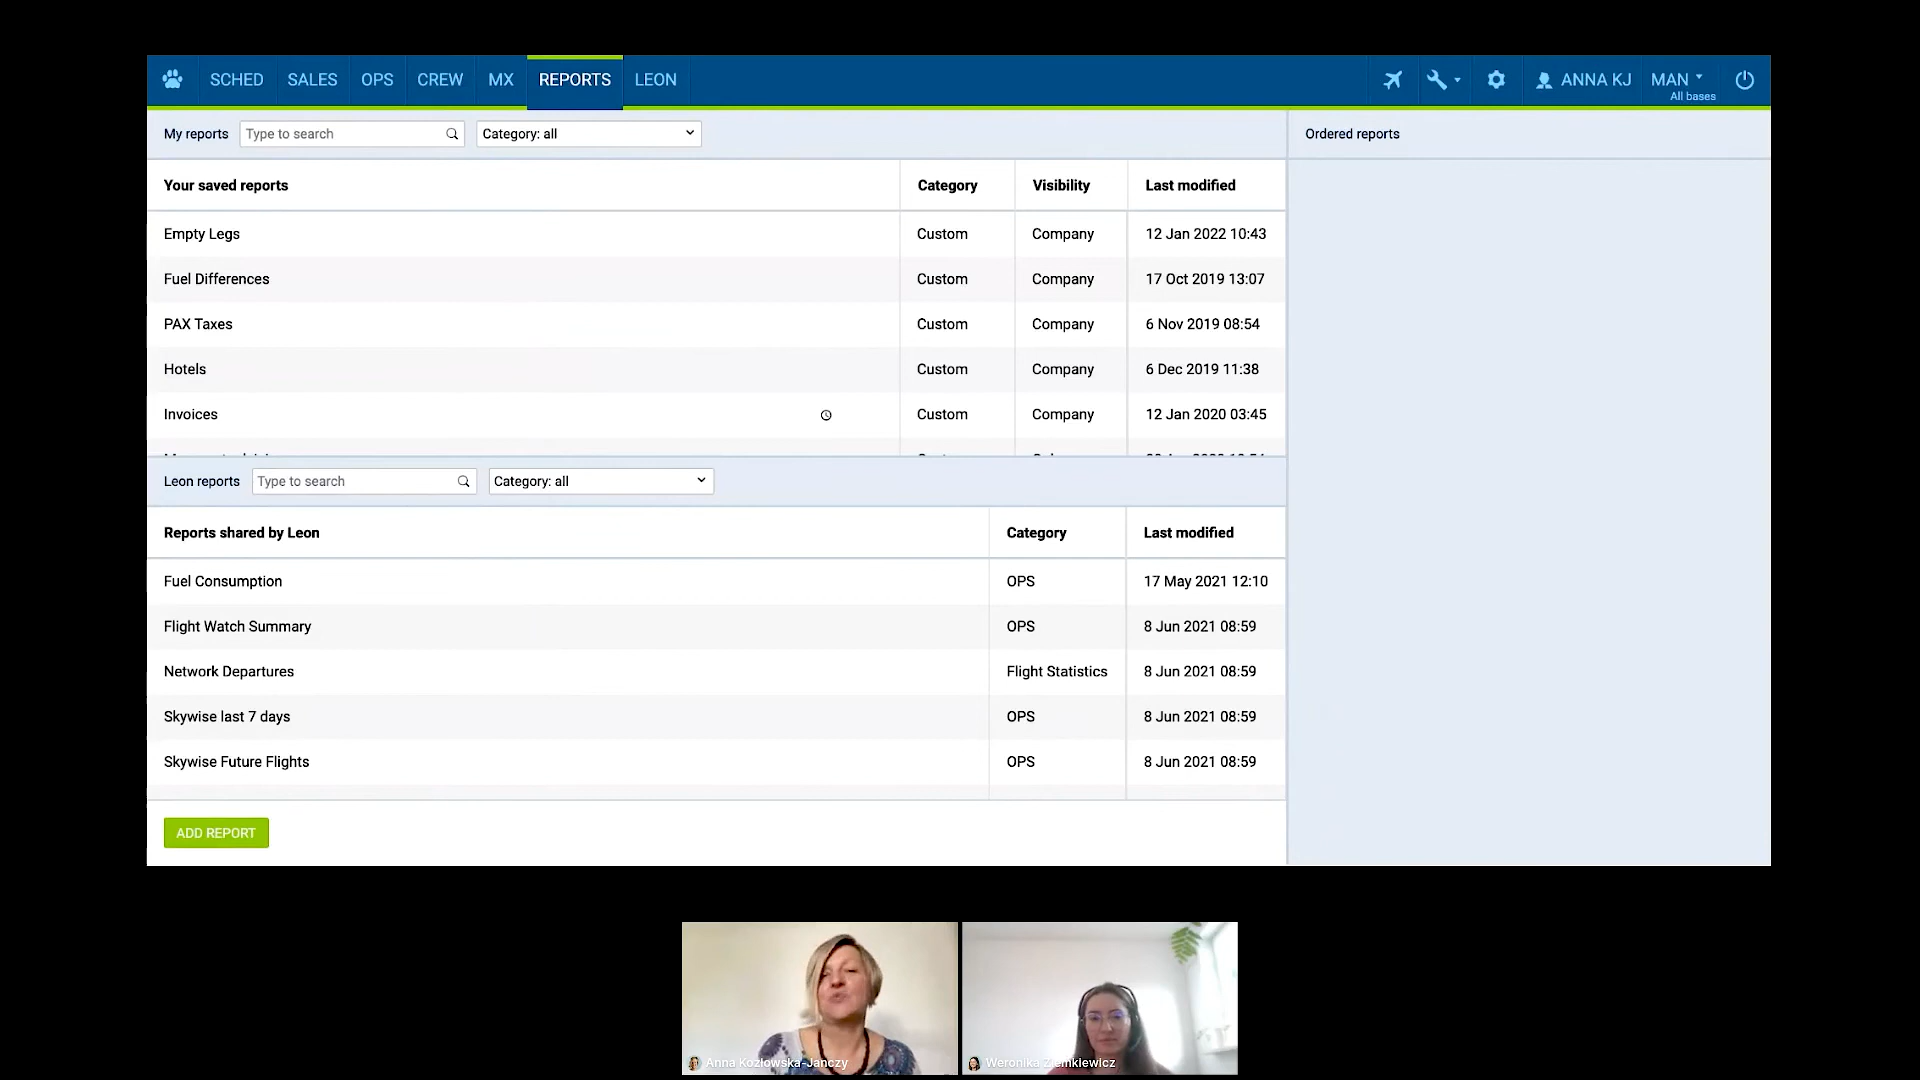 SCHED SALES OPS CREW MX REPORTS LEON ANNA KJ MAN
All bases
My reports Type to search Category: all Ordered reports
Your saved reports Category Visibility Last modified
Empty Legs Custom Company 12 Jan 2022 10:43
Fuel Differences Custom Company 17 Oct 2019 13:07
PAX Taxes Custom Company 6 Nov 2019 08:54
Hotels Custom Company 6 Dec 2019 11:38
Invoices Custom Company 12 Jan 2020 03:45
Leon reports Type to search Category: all
Reports shared by Leon Category Last modified
Fuel Consumption OPS 17 May 2021 12:10
Flight Watch Summary OPS 8 Jun 2021 08:59
Network Departures Flight Statistics 8 Jun 2021 08:59
Skywise last 7 days OPS 8 Jun 2021 08:59
Skywise Future Flights OPS 8 Jun 2021 08:59
ADD REPORT
Anna Kozłowska-Janczy Weronika Ziemkiewicz